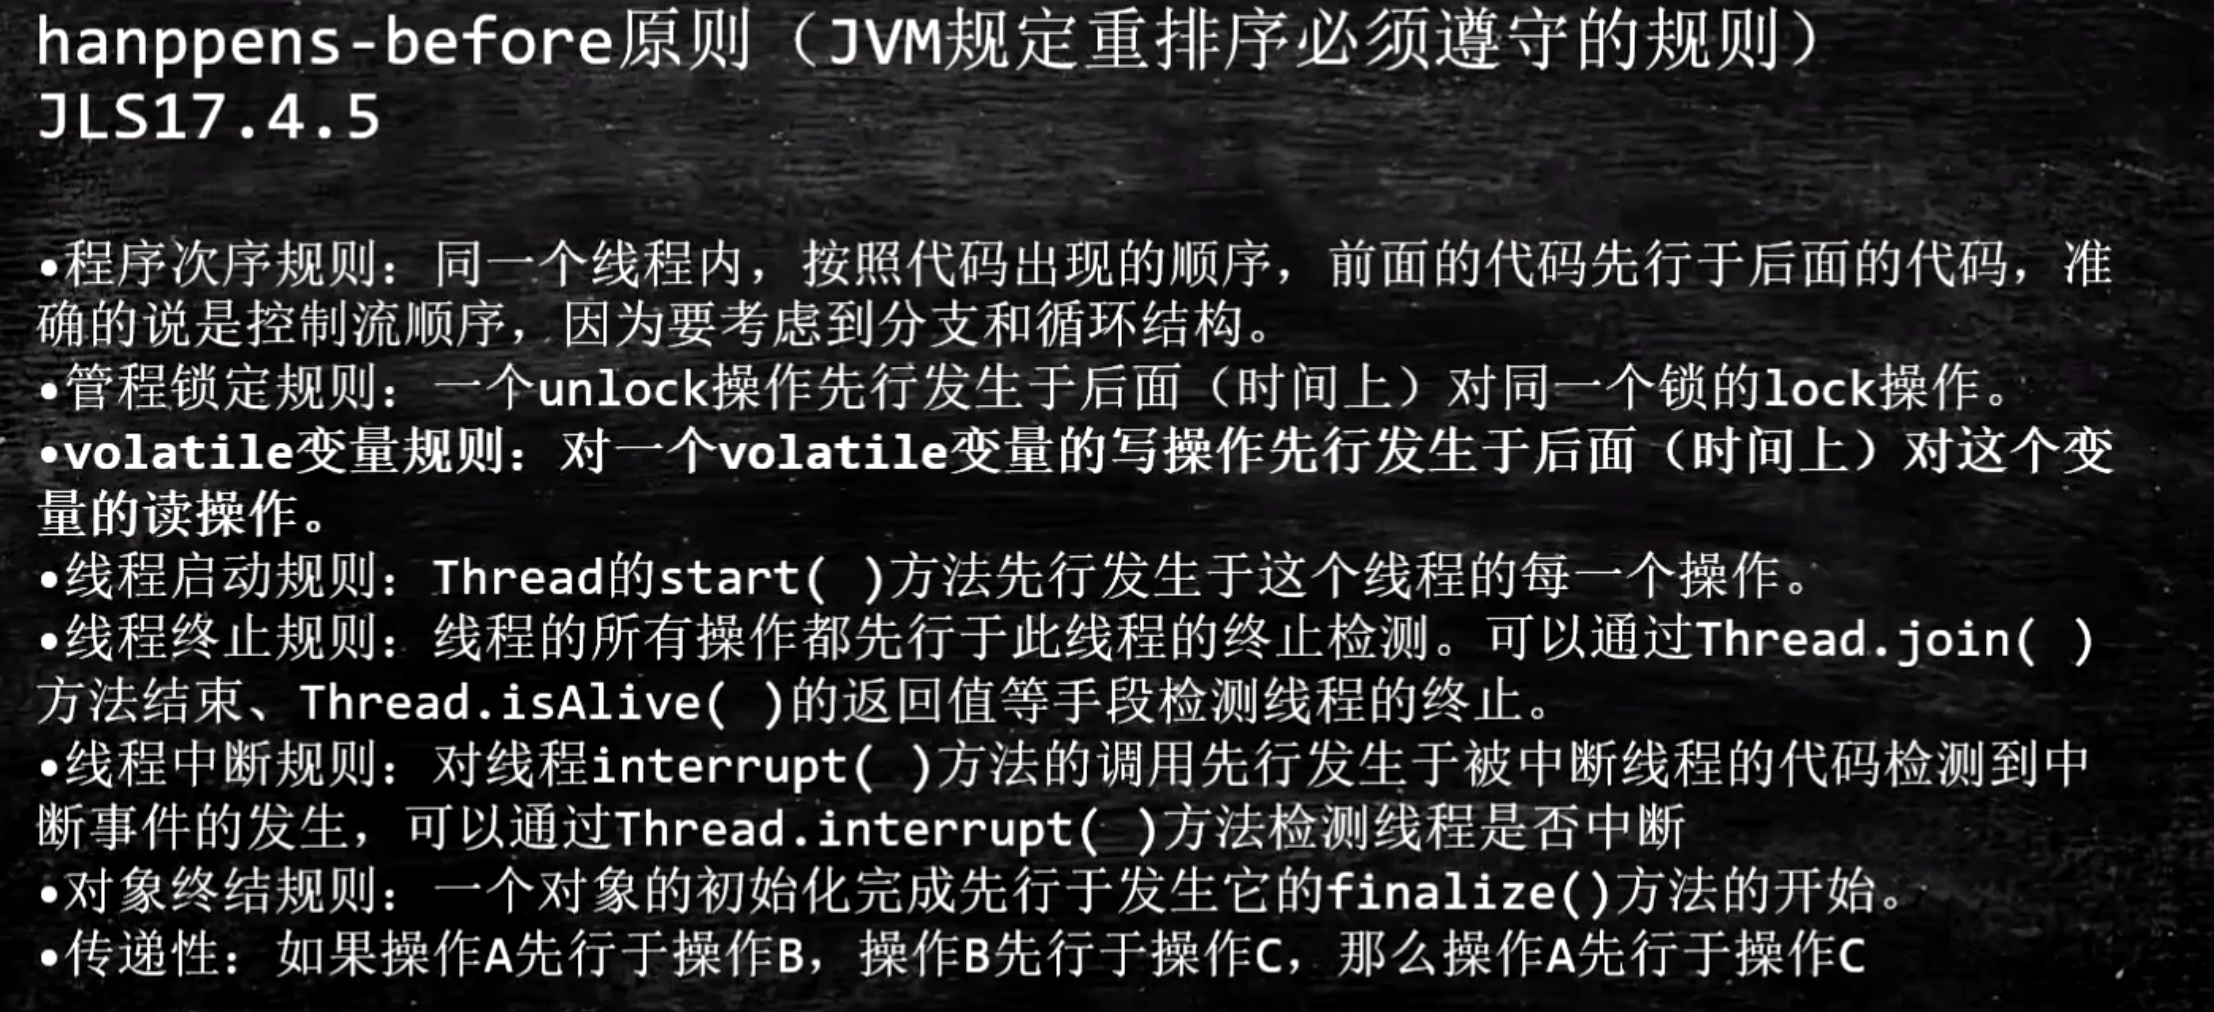 hanppens-before原则（JVM规定重排序必须遵守的规则）
JLS17.4.5
•程序次序规则：同一个线程内，按照代码出现的顺序，前面的代码先行于后面的代码，准
确的说是控制流顺序，因为要考虑到分支和循环结构。
•管程锁定规则：一个unlock操作先行发生于后面（时间上）对同一个锁的lock操作。
•volatile变量规则：对一个volatile变量的写操作先行发生于后面（时间上）对这个变
量的读操作。
•线程启动规则：Thread的start( )方法先行发生于这个线程的每一个操作。
•线程终止规则：线程的所有操作都先行于此线程的终止检测。可以通过Thread.join( )
方法结束、Thread.isAlive( )的返回值等手段检测线程的终止。
•线程中断规则：对线程interrupt( )方法的调用先行发生于被中断线程的代码检测到中
断事件的发生，可以通过Thread.interrupt( )方法检测线程是否中断
•对象终结规则：一个对象的初始化完成先行于发生它的finalize()方法的开始。
•传递性：如果操作A先行于操作B，操作B先行于操作C，那么操作A先行于操作C